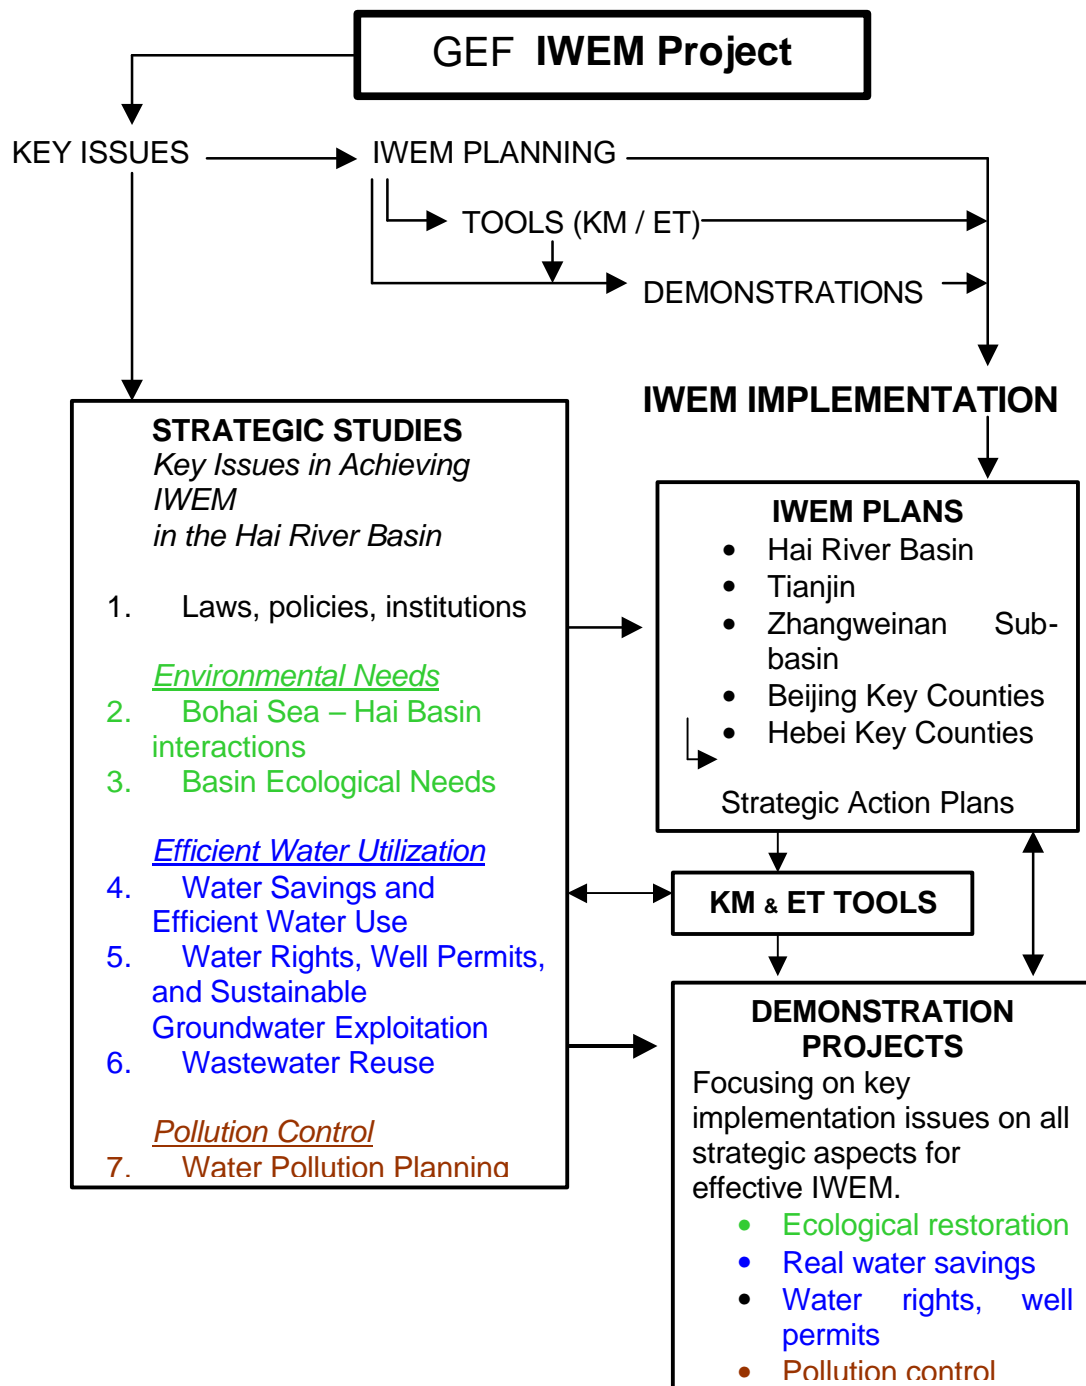 GEF IWEM Project
KEY ISSUES
IWEM PLANNING
TOOLS (KM / ET)
DEMONSTRATIONS
IWEM IMPLEMENTATION
STRATEGIC STUDIES
Key Issues in Achieving
IWEM
in the Hai River Basin
1. Laws, policies, institutions
Environmental Needs
2. Bohai Sea – Hai Basin
interactions
3. Basin Ecological Needs
Efficient Water Utilization
4. Water Savings and
Efficient Water Use
5. Water Rights, Well Permits,
and Sustainable
Groundwater Exploitation
6. Wastewater Reuse
Pollution Control
7. Water Pollution Planning
IWEM PLANS
• Hai River Basin
• Tianjin
• Zhangweinan Sub-
basin
• Beijing Key Counties
• Hebei Key Counties
Strategic Action Plans
KM & ET TOOLS
DEMONSTRATION
PROJECTS
Focusing on key
implementation issues on all
strategic aspects for
effective IWEM.
• Ecological restoration
• Real water savings
• Water rights, well
permits
• Pollution control